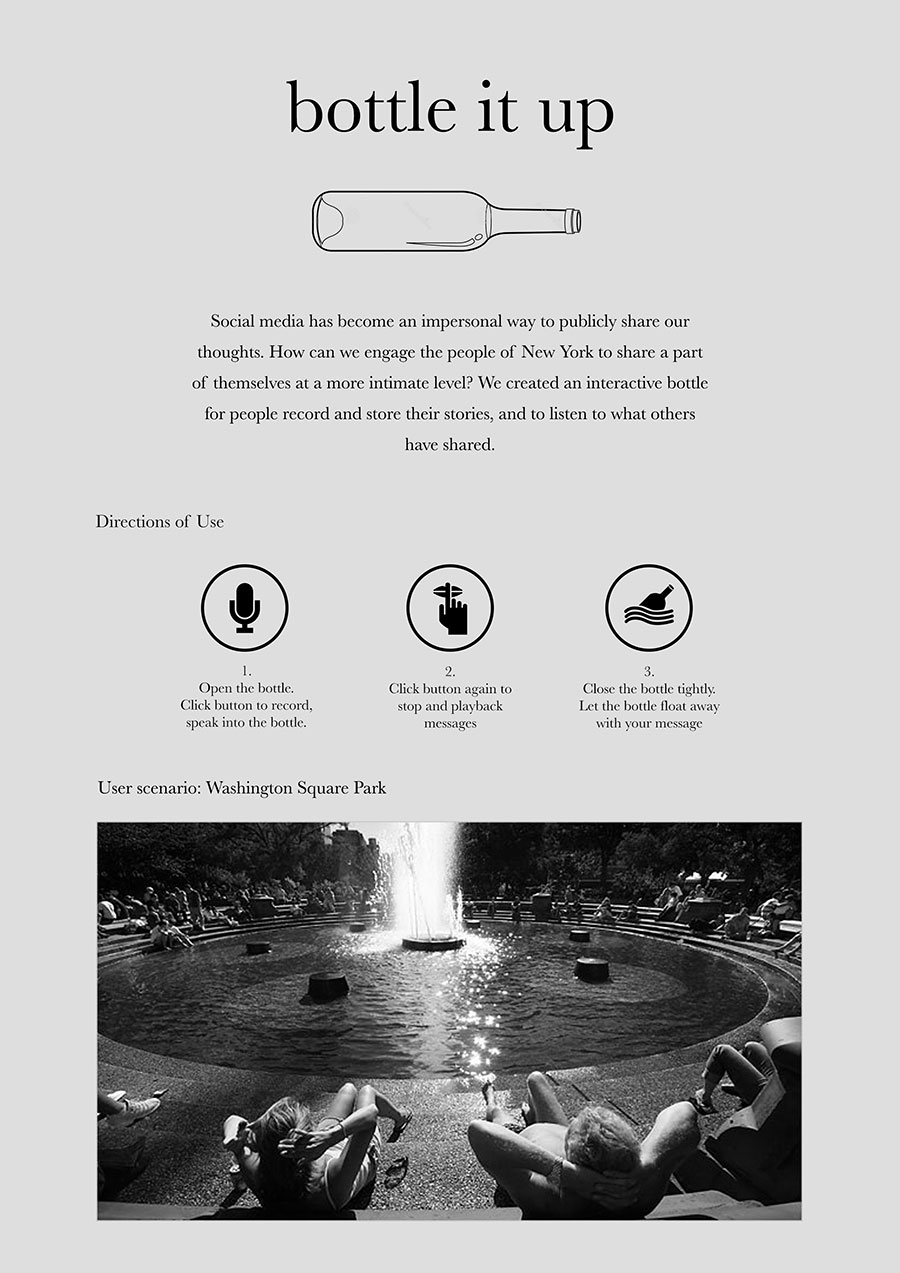 bottle it up
Social media has become an impersonal way to publicly share our
thoughts. How can we engage the people of New York to share a part
of themselves at a more intimate level? We created an interactive bottle
for people record and store their stories, and to listen to what others
have shared.
Directions of Use
1.
Open the bottle.
Click button to record,
speak into the bottle.
2.
Click button again to
stop and playback
messages
3.
Close the bottle tightly.
Let the bottle float away
with your message
User scenario: Washington Square Park